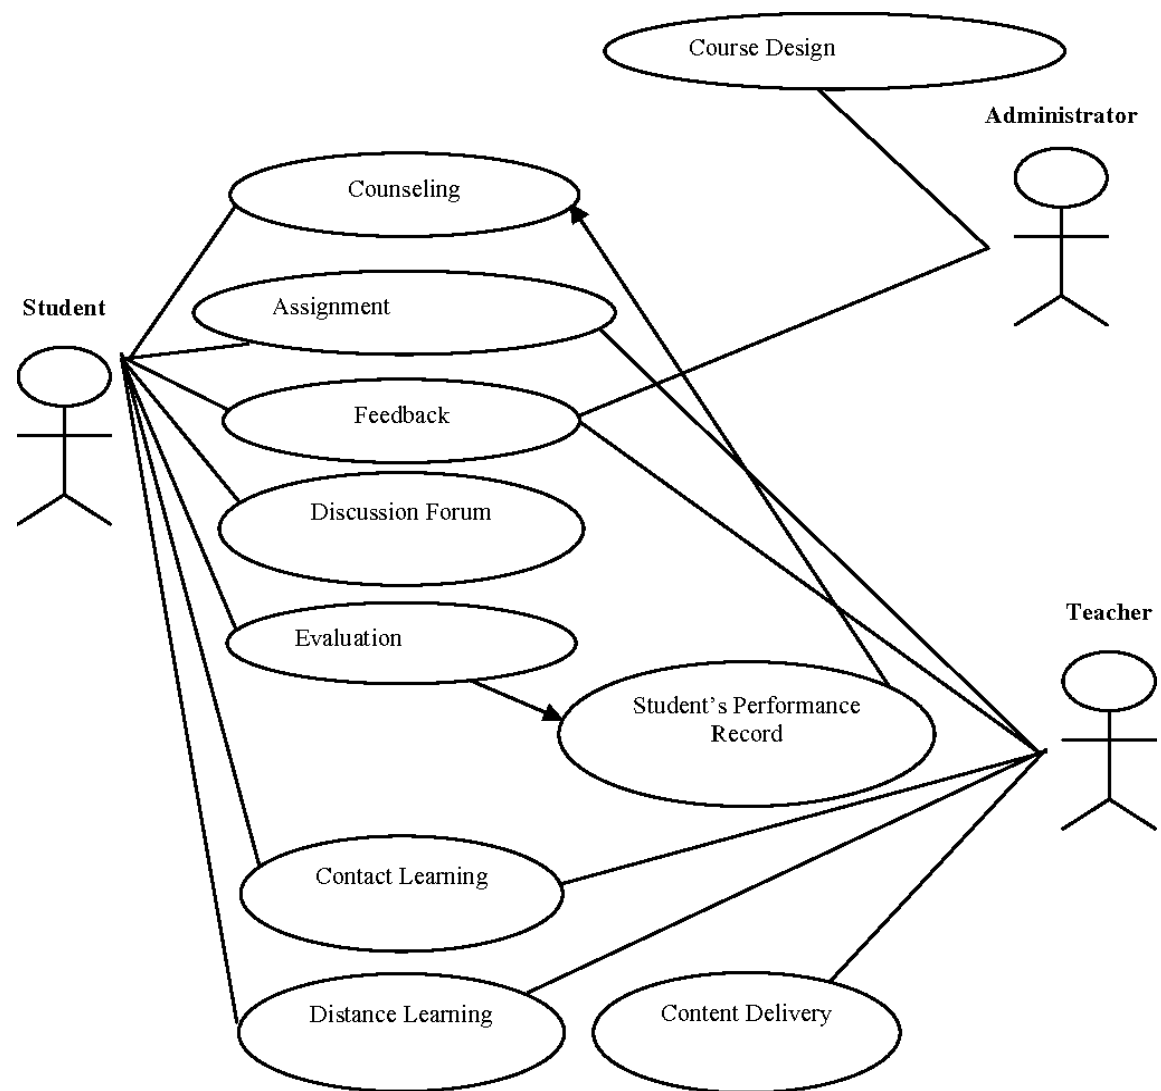 Course Design
Administrator
Counseling
Student
Assignment
Feedback
Discussion Forum
Teacher
Evaluation
Student's Performance
Record
Contact Learning
Distance Learning
Content Delivery